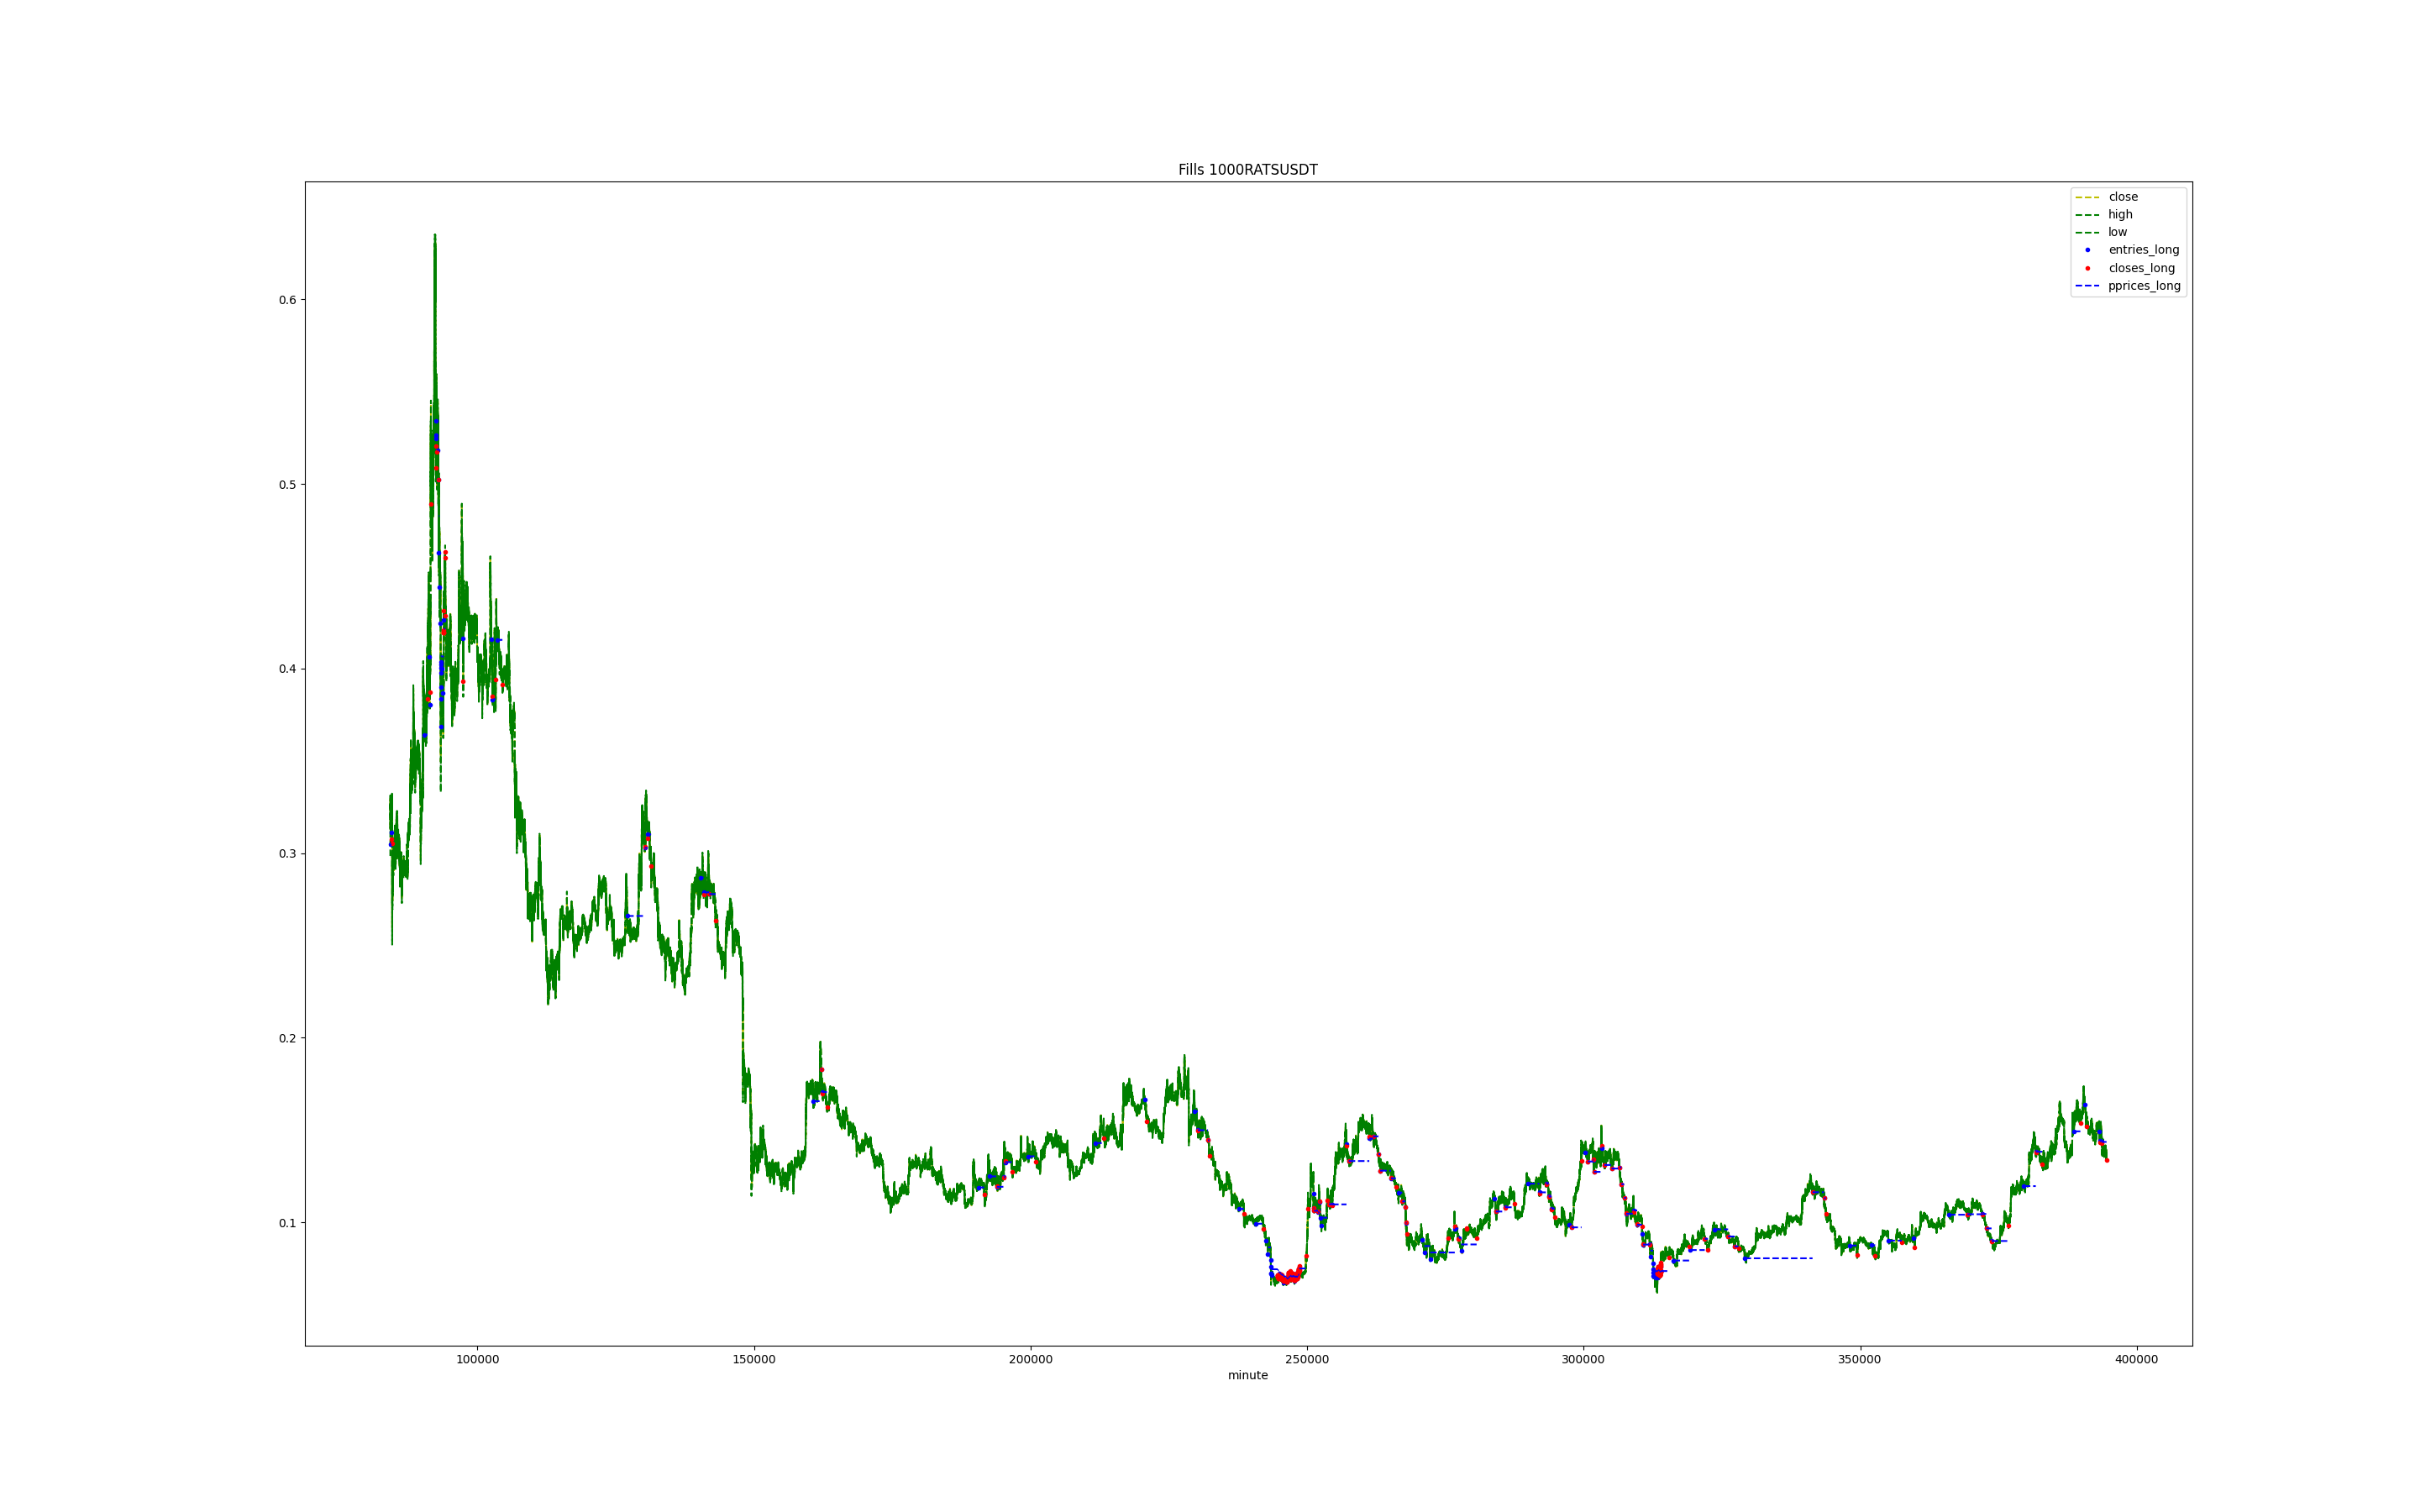 Fills 1000RATSUSDT
close
high
low
entries_long
closes_long
pprices_long
0.6
0.5
0.4
0.3
0.2
0.1
100000 150000 200000 250000 300000 350000 400000
minute